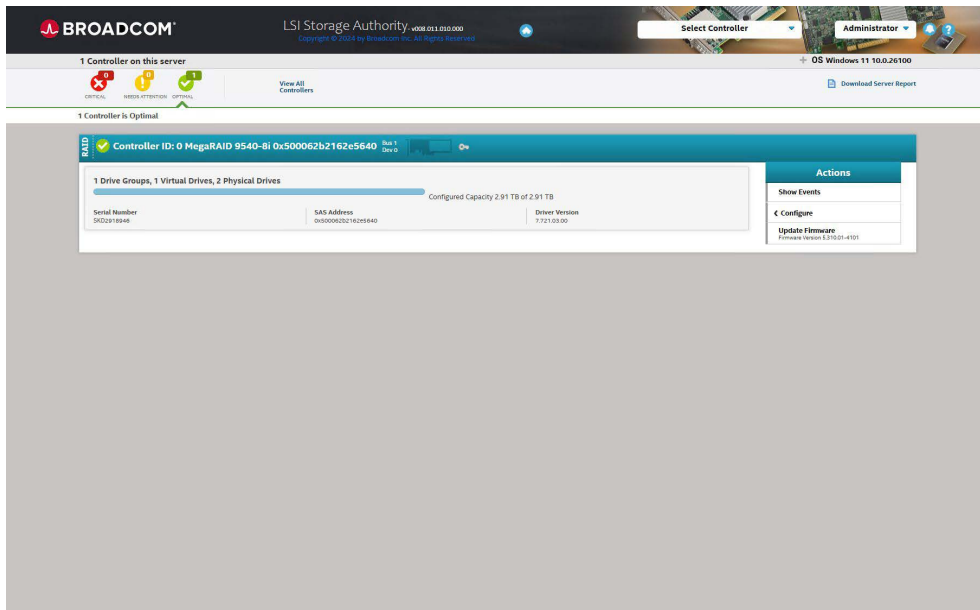 BROADCOM
LSI Storage Authority. v008.011.010.000
Copyright © 2024 by Broadcom Inc. All Rights Reserved
Select Controller
Administrator
?
1 Controller on this server
OS Windows 11 10.0.26100
0
0
1
CRITICAL
NEEDS ATTENTION
OPTIMAL
View All
Controllers
Download Server Report
1 Controller is Optimal
RAID
Controller ID: 0 MegaRAID 9540-8i 0x500062b2162e5640
Bus 1
Dev 0
1 Drive Groups, 1 Virtual Drives, 2 Physical Drives
Configured Capacity 2.91 TB of 2.91 TB
Serial Number
SKD2918946
SAS Address
0x500062b2162e5640
Driver Version
7.721.03.00
Actions
Show Events
Configure
Update Firmware
Firmware Version 5.310.01-4101